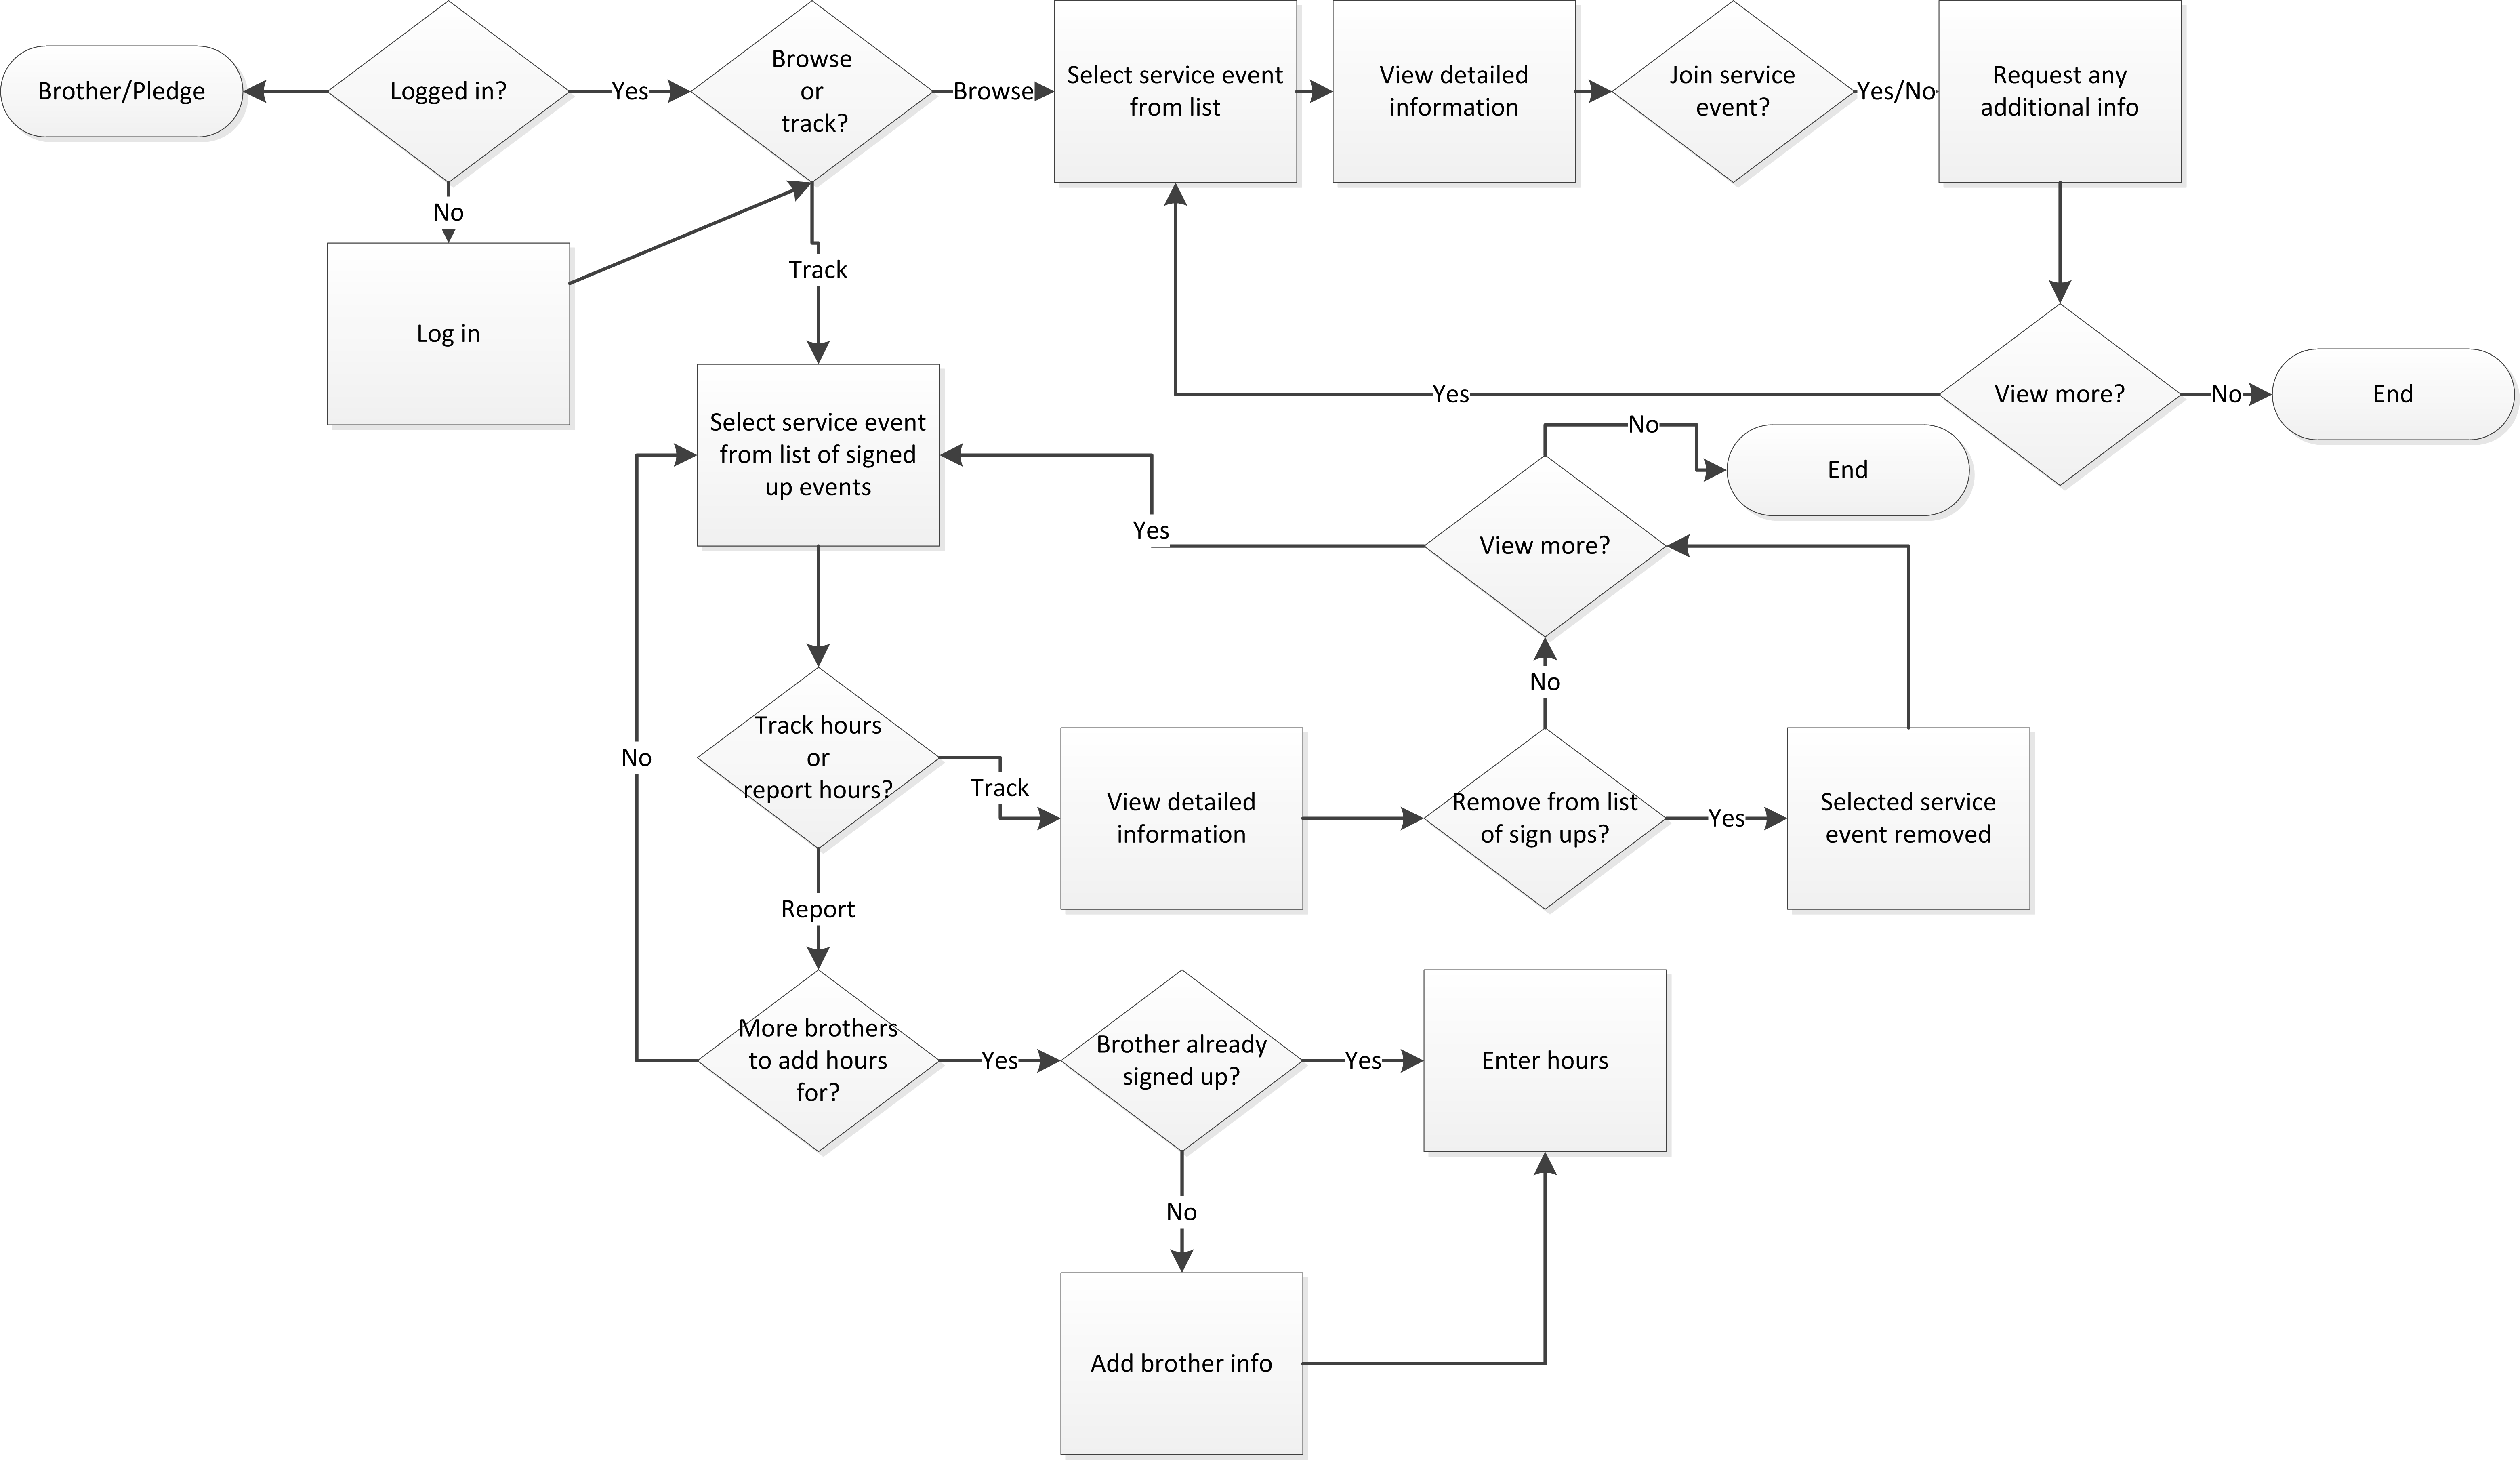 Brother/Pledge
Logged in?
Yes
Browse
or
track?
Browse
Select service event
from list
View detailed
information
Join service
event?
Yes/No
Request any
additional info
No
Log in
Track
Yes
View more?
No
End
Select service event
from list of signed
up events
No
End
Yes
View more?
No
No
Track hours
or
report hours?
Track
View detailed
information
Remove from list
of sign ups?
Yes
Selected service
event removed
Report
More brothers
to add hours
for?
Yes
Brother already
signed up?
Yes
Enter hours
No
Add brother info